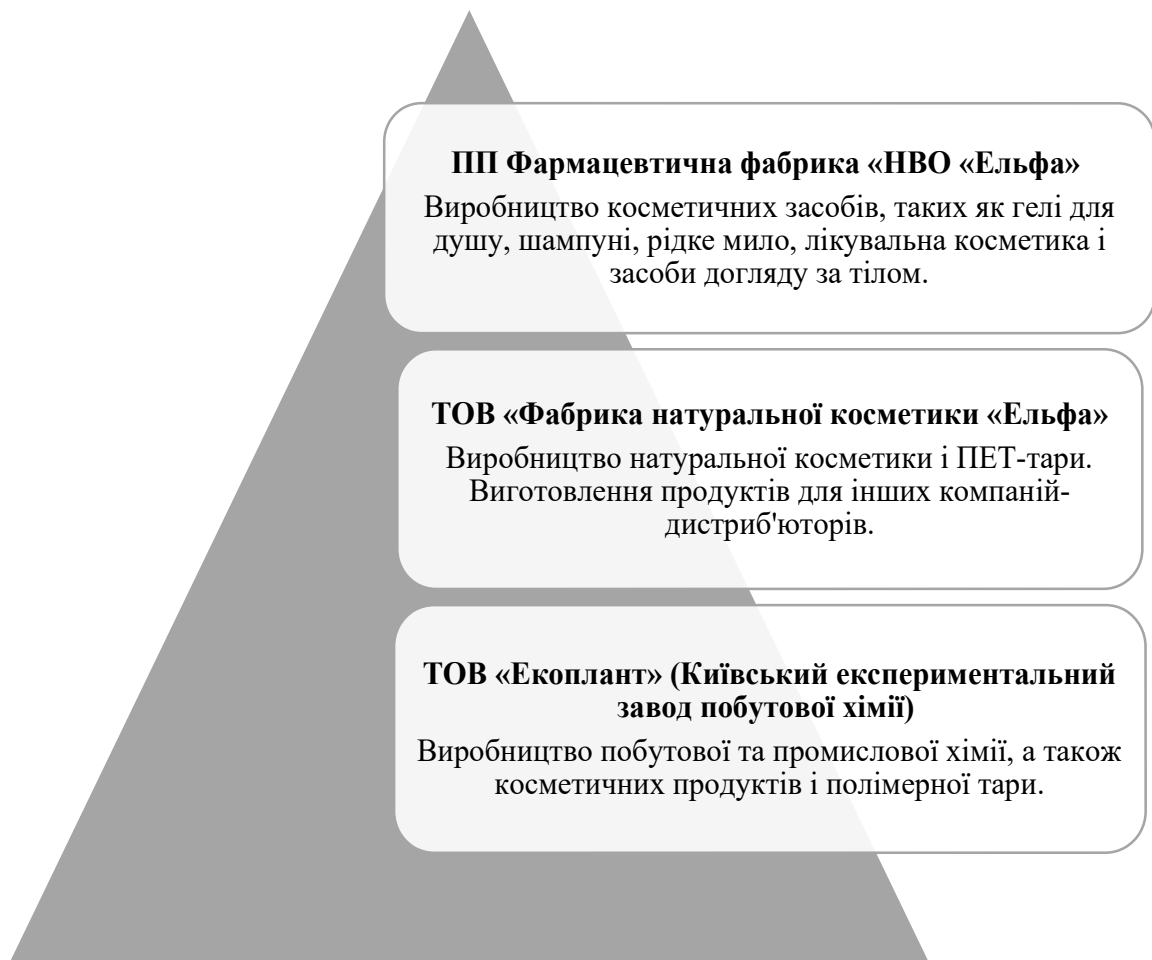 ПП Фармацевтична фабрика «НВО «Ельфа»
Виробництво косметичних засобів, таких як гелі для
душу, шампуні, рідке мило, лікувальна косметика і
засоби догляду за тілом.
ТОВ «Фабрика натуральної косметики «Ельфа»
Виробництво натуральної косметики і ПЕТ-тари.
Виготовлення продуктів для інших компаній-
дистриб'юторів.
ТОВ «Екоплант» (Київський експериментальний
завод побутової хімії)
Виробництво побутової та промислової хімії, а також
косметичних продуктів і полімерної тари.